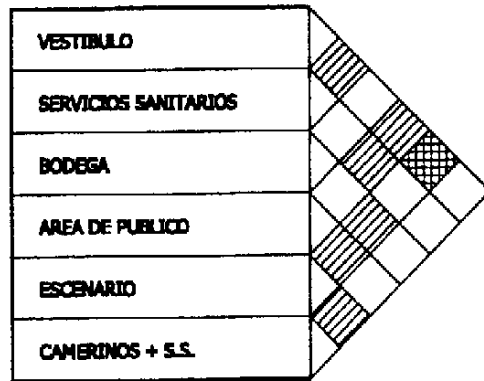 VESTIBULO
SERVICIOS SANITARIOS
BODEGA
AREA DE PUBLICO
ESCENARIO
CAMERINOS + S.S.